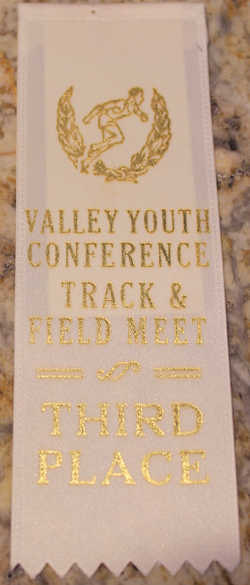 VALLEY YOUTH
CONFERENCE
TRACK &
FIELD MEET
THIRD
PLACE